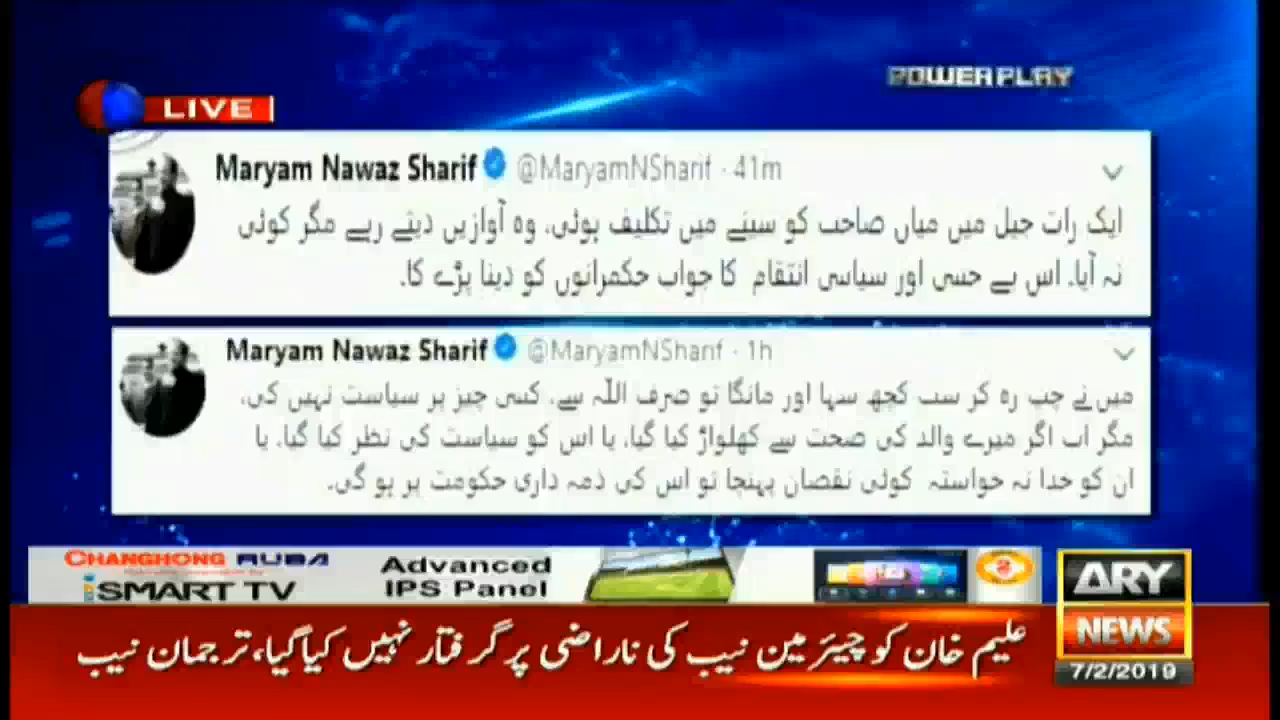 POWERPLAY
LIVE
Maryam Nawaz Sharif @MaryamNSharif · 41m
ایک رات جیل میں میاں صاحب کو سینے میں تکلیف ہوئی، وہ آوازیں دیتے رہے مگر کوئی
نہ آیا۔ اس بے حسی اور سیاسی انتقام کا جواب حکمرانوں کو دینا پڑے گا۔
Maryam Nawaz Sharif @MaryamNSharif · 1h
میں نے چپ رہ کر سب کچھ سہا اور مانگا تو صرف اللہ سے، کسی چیز پر سیاست نہیں کی،
مگر اب اگر میرے والد کی صحت سے کھلواڑ کیا گیا، یا اس کو سیاست کی نظر کیا گیا، یا
ان کو خدا نہ خواستہ کوئی نقصان پہنچا تو اس کی ذمہ داری حکومت پر ہو گی۔
CHANGHONG RUBA
iSMART TV
Advanced
IPS Panel
ARY
NEWS
7/2/2019
علیم خان کو چیئرمین نیب کی ناراضی پر گرفتار نہیں کیا گیا، ترجمان نیب